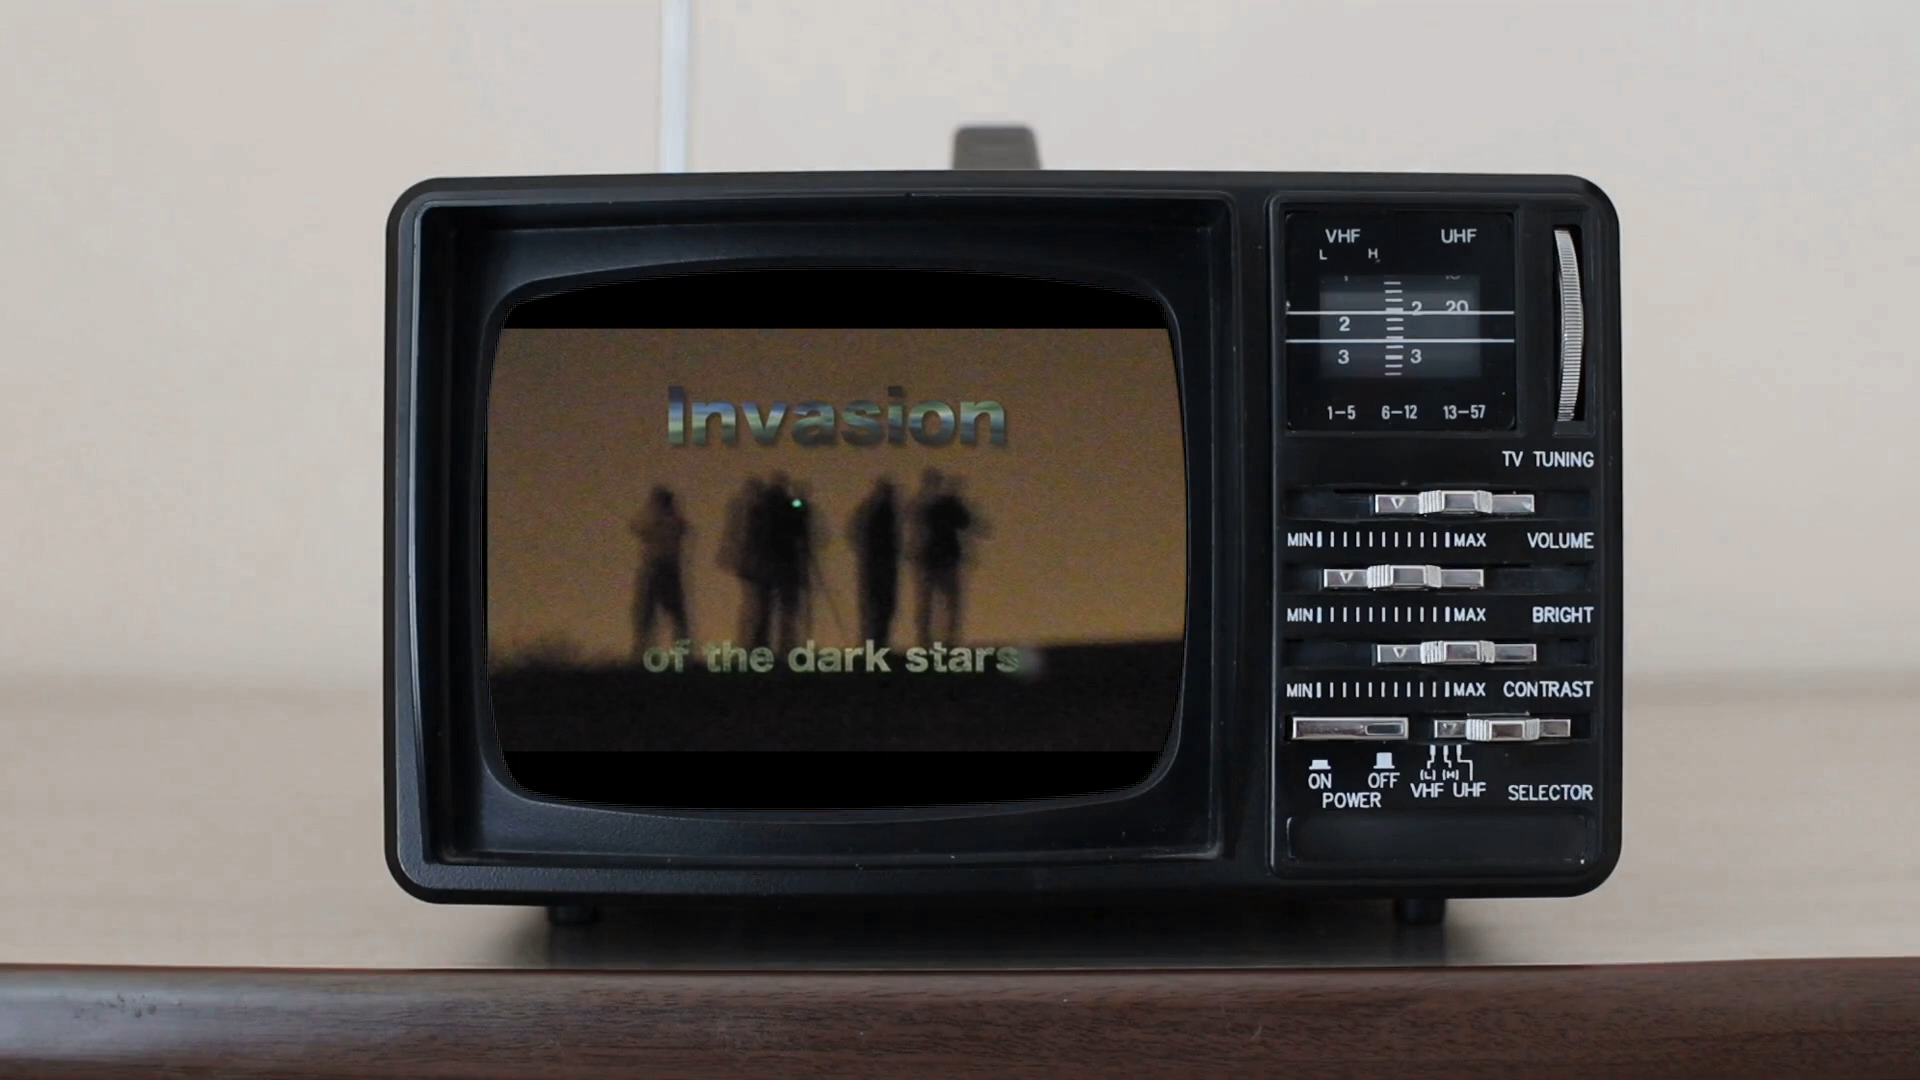 Invasion
of the dark stars
VHF UHF
L H
2 20
2
3 3
1-5 6-12 13-57
TV TUNING
MIN MAX VOLUME
MIN MAX BRIGHT
MIN MAX CONTRAST
ON OFF
POWER
(L) (H)
VHF UHF
SELECTOR